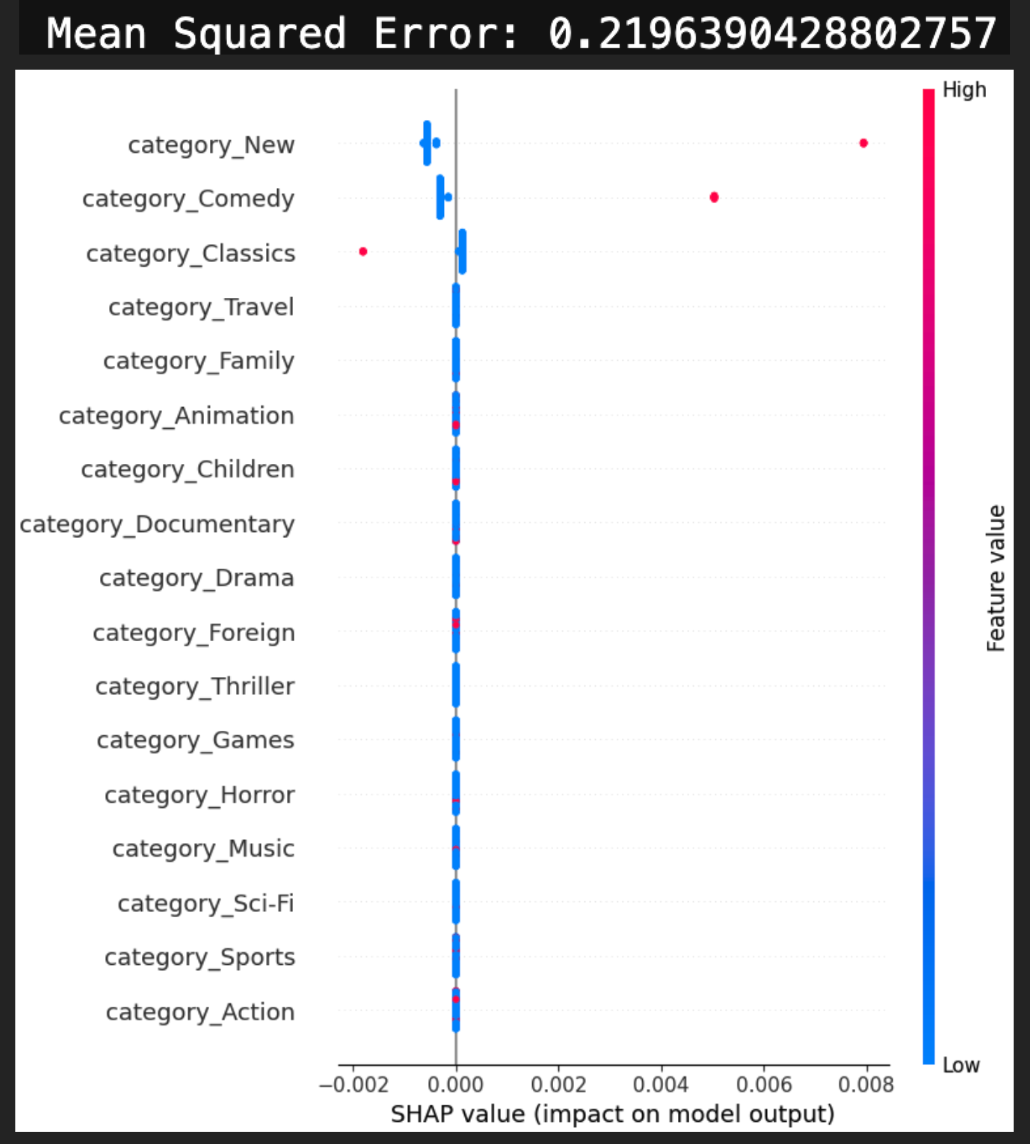 Mean Squared Error: 0.2196390428802757
High
category_New
category_Comedy
category_Classics
category_Travel
category_Family
category_Animation
category_Children
category_Documentary
category_Drama
category_Foreign
category_Thriller
category_Games
category_Horror
category_Music
category_Sci-Fi
category_Sports
category_Action
Feature value
Low
−0.002 0.000 0.002 0.004 0.006 0.008
SHAP value (impact on model output)